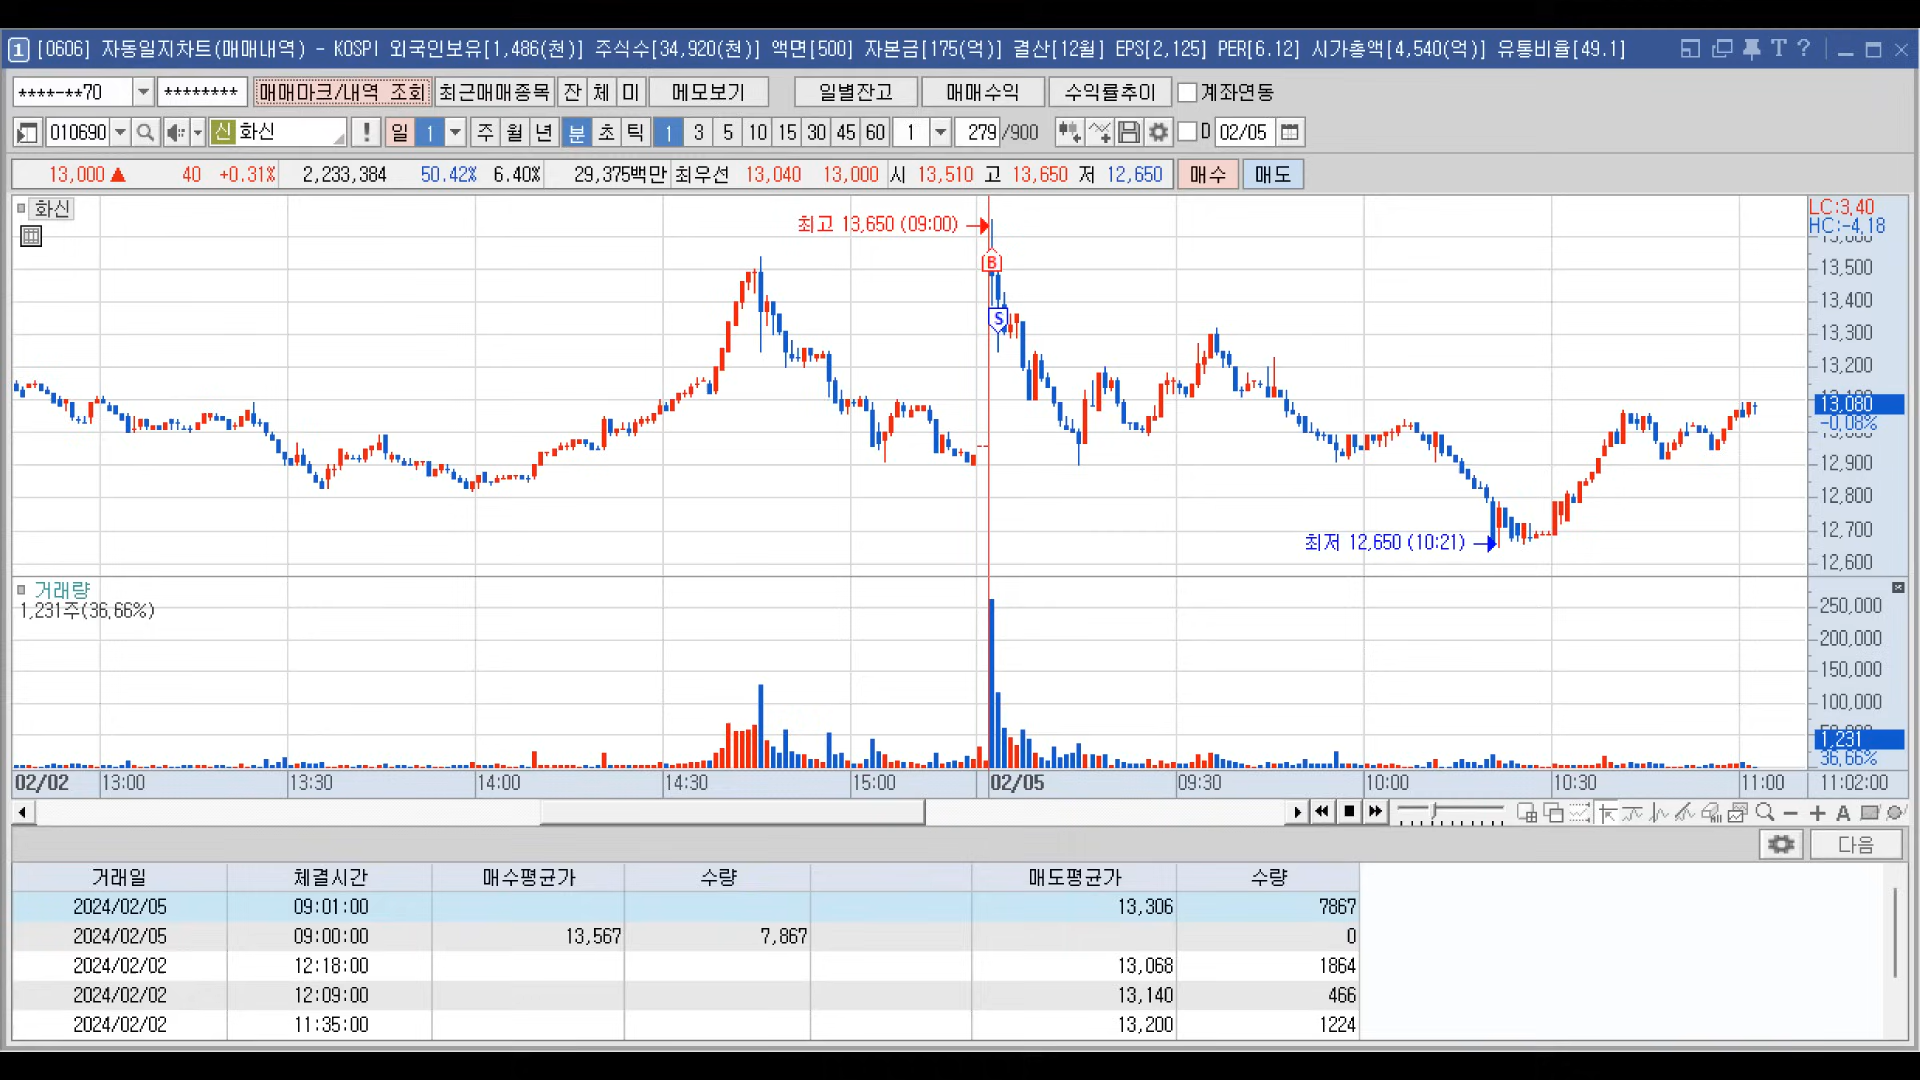 1 [0606] 자동일지차트(매매내역) - KOSPI 외국인보유[1,486(천)] 주식수[34,920(천)] 액면[500] 자본금[175(억)] 결산[12월] EPS[2,125] PER[6.12] 시가총액[4,540(억)] 유통비율[49.1] T ?
****-**70 ******** 매매마크/내역 조회 최근매매종목 잔 체 미 메모보기 일별잔고 매매수익 수익률추이 계좌연동
010690 신 화신 ! 일 1 주 월 년 분 초 틱 1 3 5 10 15 30 45 60 1 279 /900 D 02/05
13,000 ▲ 40 +0.31% 2,233,384 50.42% 6.40% 29,375백만 최우선 13,040 13,000 시 13,510 고 13,650 저 12,650 매수 매도
화신
LC:3.40
HC:-4.18
최고 13,650 (09:00)
B
S
13,500
13,400
13,300
13,200
13,080
-0.08%
12,900
12,800
12,700
12,600
최저 12,650 (10:21)
거래량
1,231주(36.66%)
250,000
200,000
150,000
100,000
1,231
36.66%
02/02 13:00 13:30 14:00 14:30 15:00 02/05 09:30 10:00 10:30 11:00 11:02:00
A
다음
거래일 체결시간 매수평균가 수량 매도평균가 수량
2024/02/05 09:01:00 13,306 7867
2024/02/05 09:00:00 13,567 7,867 0
2024/02/02 12:18:00 13,068 1864
2024/02/02 12:09:00 13,140 466
2024/02/02 11:35:00 13,200 1224